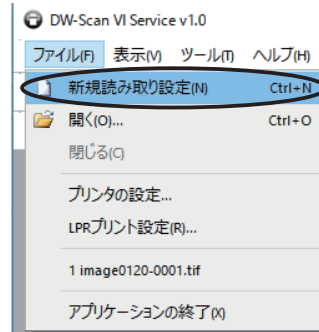 DW-Scan VI Service v1.0
ファイル(F) 表示(V) ツール(T) ヘルプ(H)
新規読み取り設定(N) Ctrl+N
開く(O)... Ctrl+O
閉じる(C)
プリンタの設定...
LPRプリント設定(R)...
1 image0120-0001.tif
アプリケーションの終了(X)